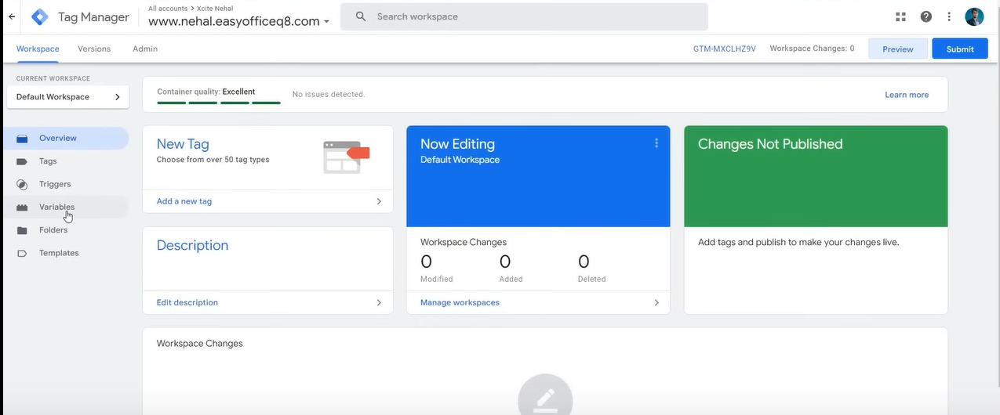 All accounts > Xcite Nehal
Tag Manager
www.nehal.easyofficeq8.com
Search workspace
Workspace Versions Admin
GTM-MXCLHZ9V Workspace Changes: 0 Preview Submit
CURRENT WORKSPACE
Default Workspace
Overview
Tags
Triggers
Variables
Folders
Templates
Container quality: Excellent No issues detected. Learn more
New Tag
Choose from over 50 tag types
Add a new tag
Description
Edit description
Now Editing
Default Workspace
Workspace Changes
0 0 0
Modified Added Deleted
Manage workspaces
Changes Not Published
Add tags and publish to make your changes live.
Workspace Changes